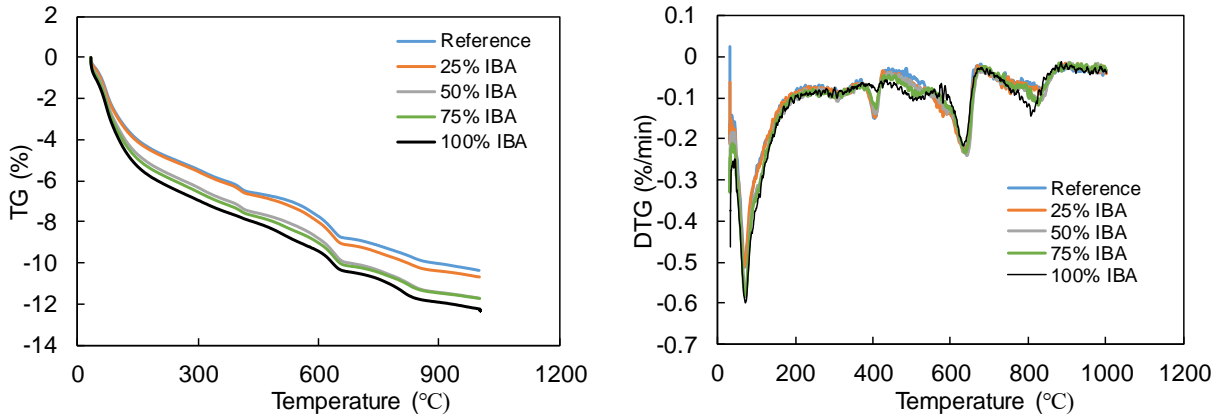 2
0
-2
-4
-6
-8
-10
-12
-14
TG (%)
0 300 600 900 1200
Temperature (°C)
Reference
25% IBA
50% IBA
75% IBA
100% IBA
0.1
0
-0.1
-0.2
-0.3
-0.4
-0.5
-0.6
-0.7
DTG (%/min)
0 200 400 600 800 1000 1200
Temperature (°C)
Reference
25% IBA
50% IBA
75% IBA
100% IBA